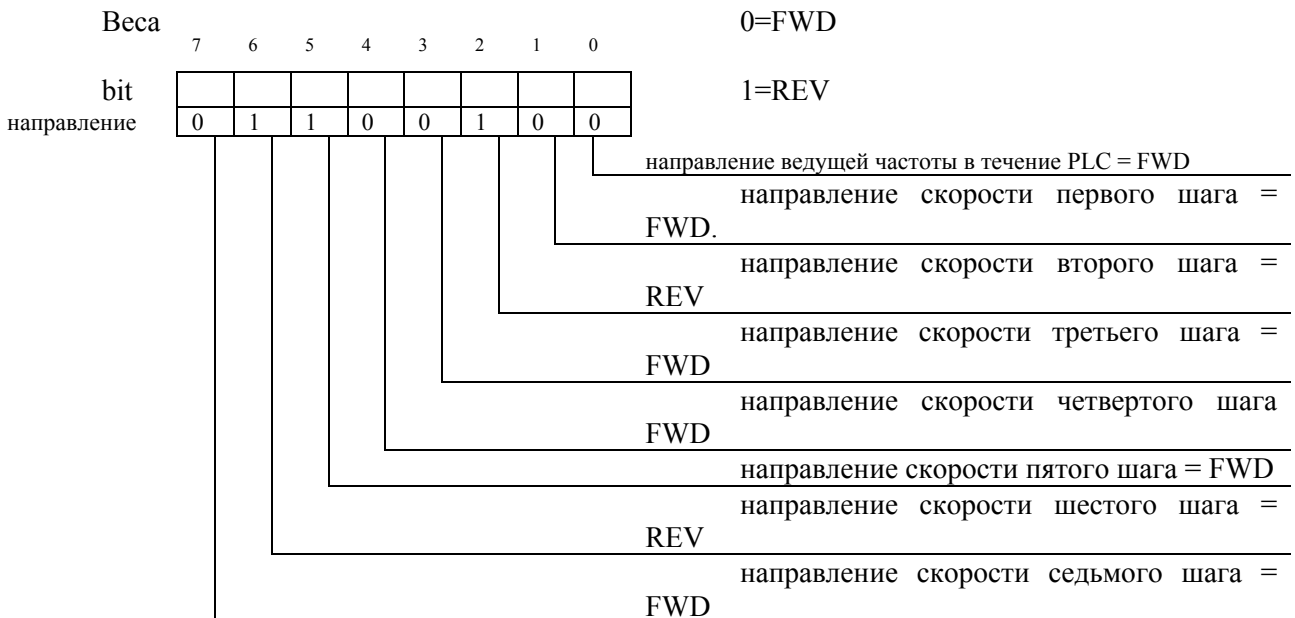 Веса 0=FWD
7 6 5 4 3 2 1 0
bit 1=REV
направление 0 1 1 0 0 1 0 0
направление ведущей частоты в течение PLC = FWD
направление скорости первого шага =
FWD.
направление скорости второго шага =
REV
направление скорости третьего шага =
FWD
направление скорости четвертого шага
FWD
направление скорости пятого шага = FWD
направление скорости шестого шага =
REV
направление скорости седьмого шага =
FWD